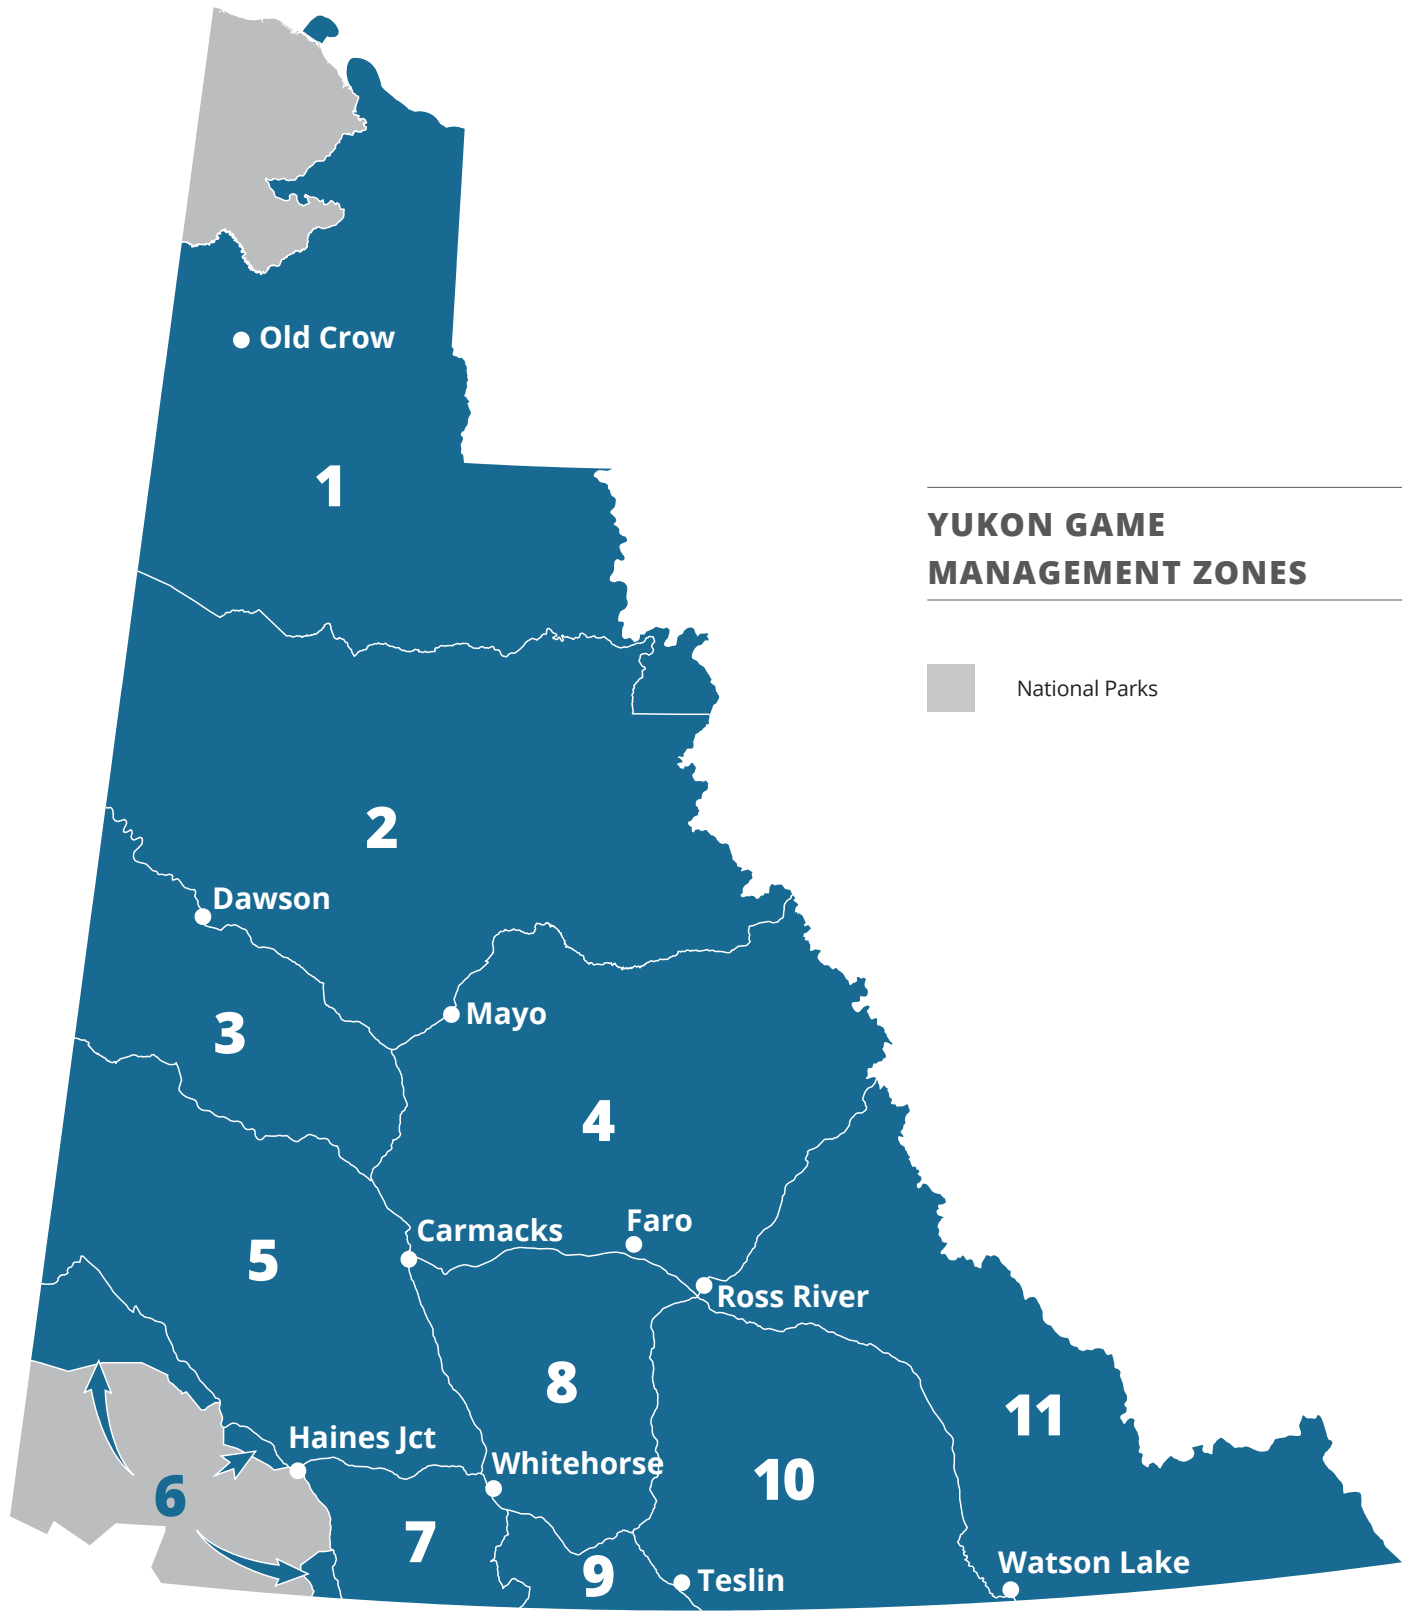 Old Crow
1
YUKON GAME
MANAGEMENT ZONES
National Parks
2
Dawson
Mayo
3
4
Carmacks
Faro
5
Ross River
8
11
Haines Jct
Whitehorse
10
6
7
9
Watson Lake
Teslin